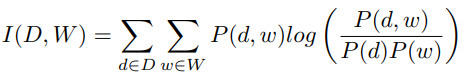 I(D, W) = ∑_{d∈D} ∑_{w∈W} P(d, w)log ( P(d, w) / P(d)P(w) )